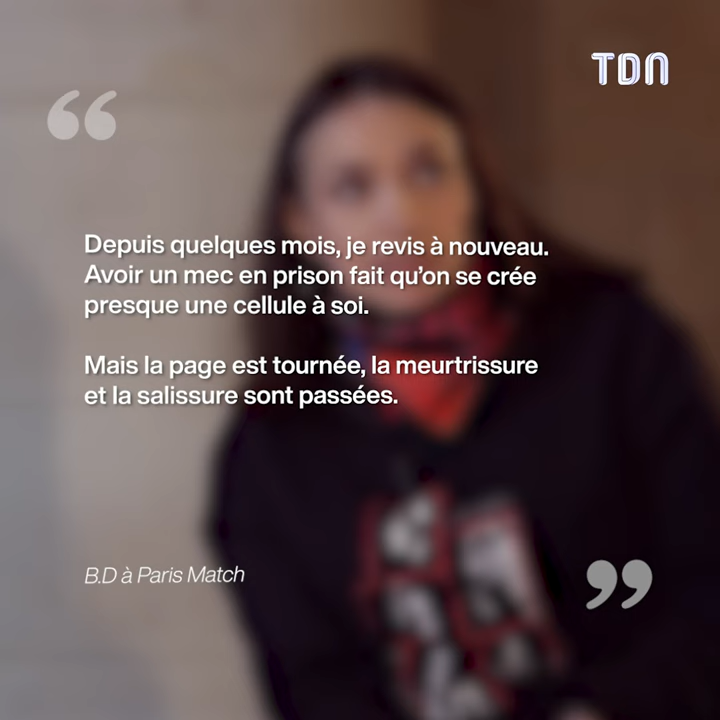 TDN
“
Depuis quelques mois, je revis à nouveau.
Avoir un mec en prison fait qu’on se crée
presque une cellule à soi.
Mais la page est tournée, la meurtrissure
et la salissure sont passées.
B.D à Paris Match
”